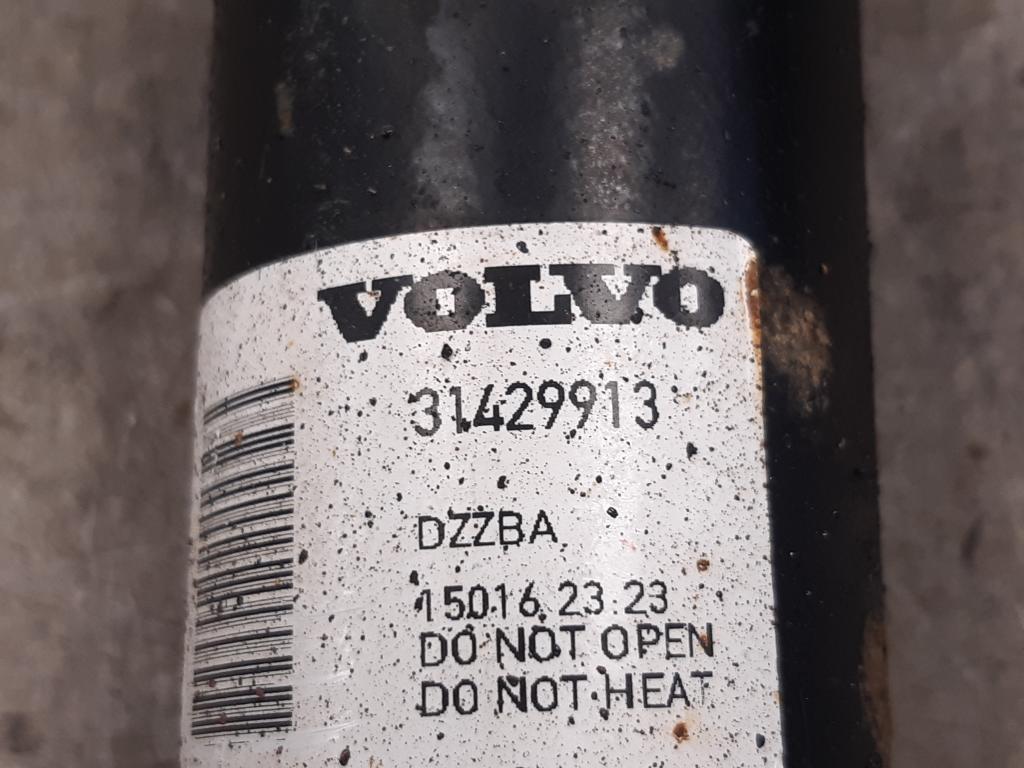 VOLVO
31429913
DZZBA
15016 23:23
DO NOT OPEN
DO NOT HEAT